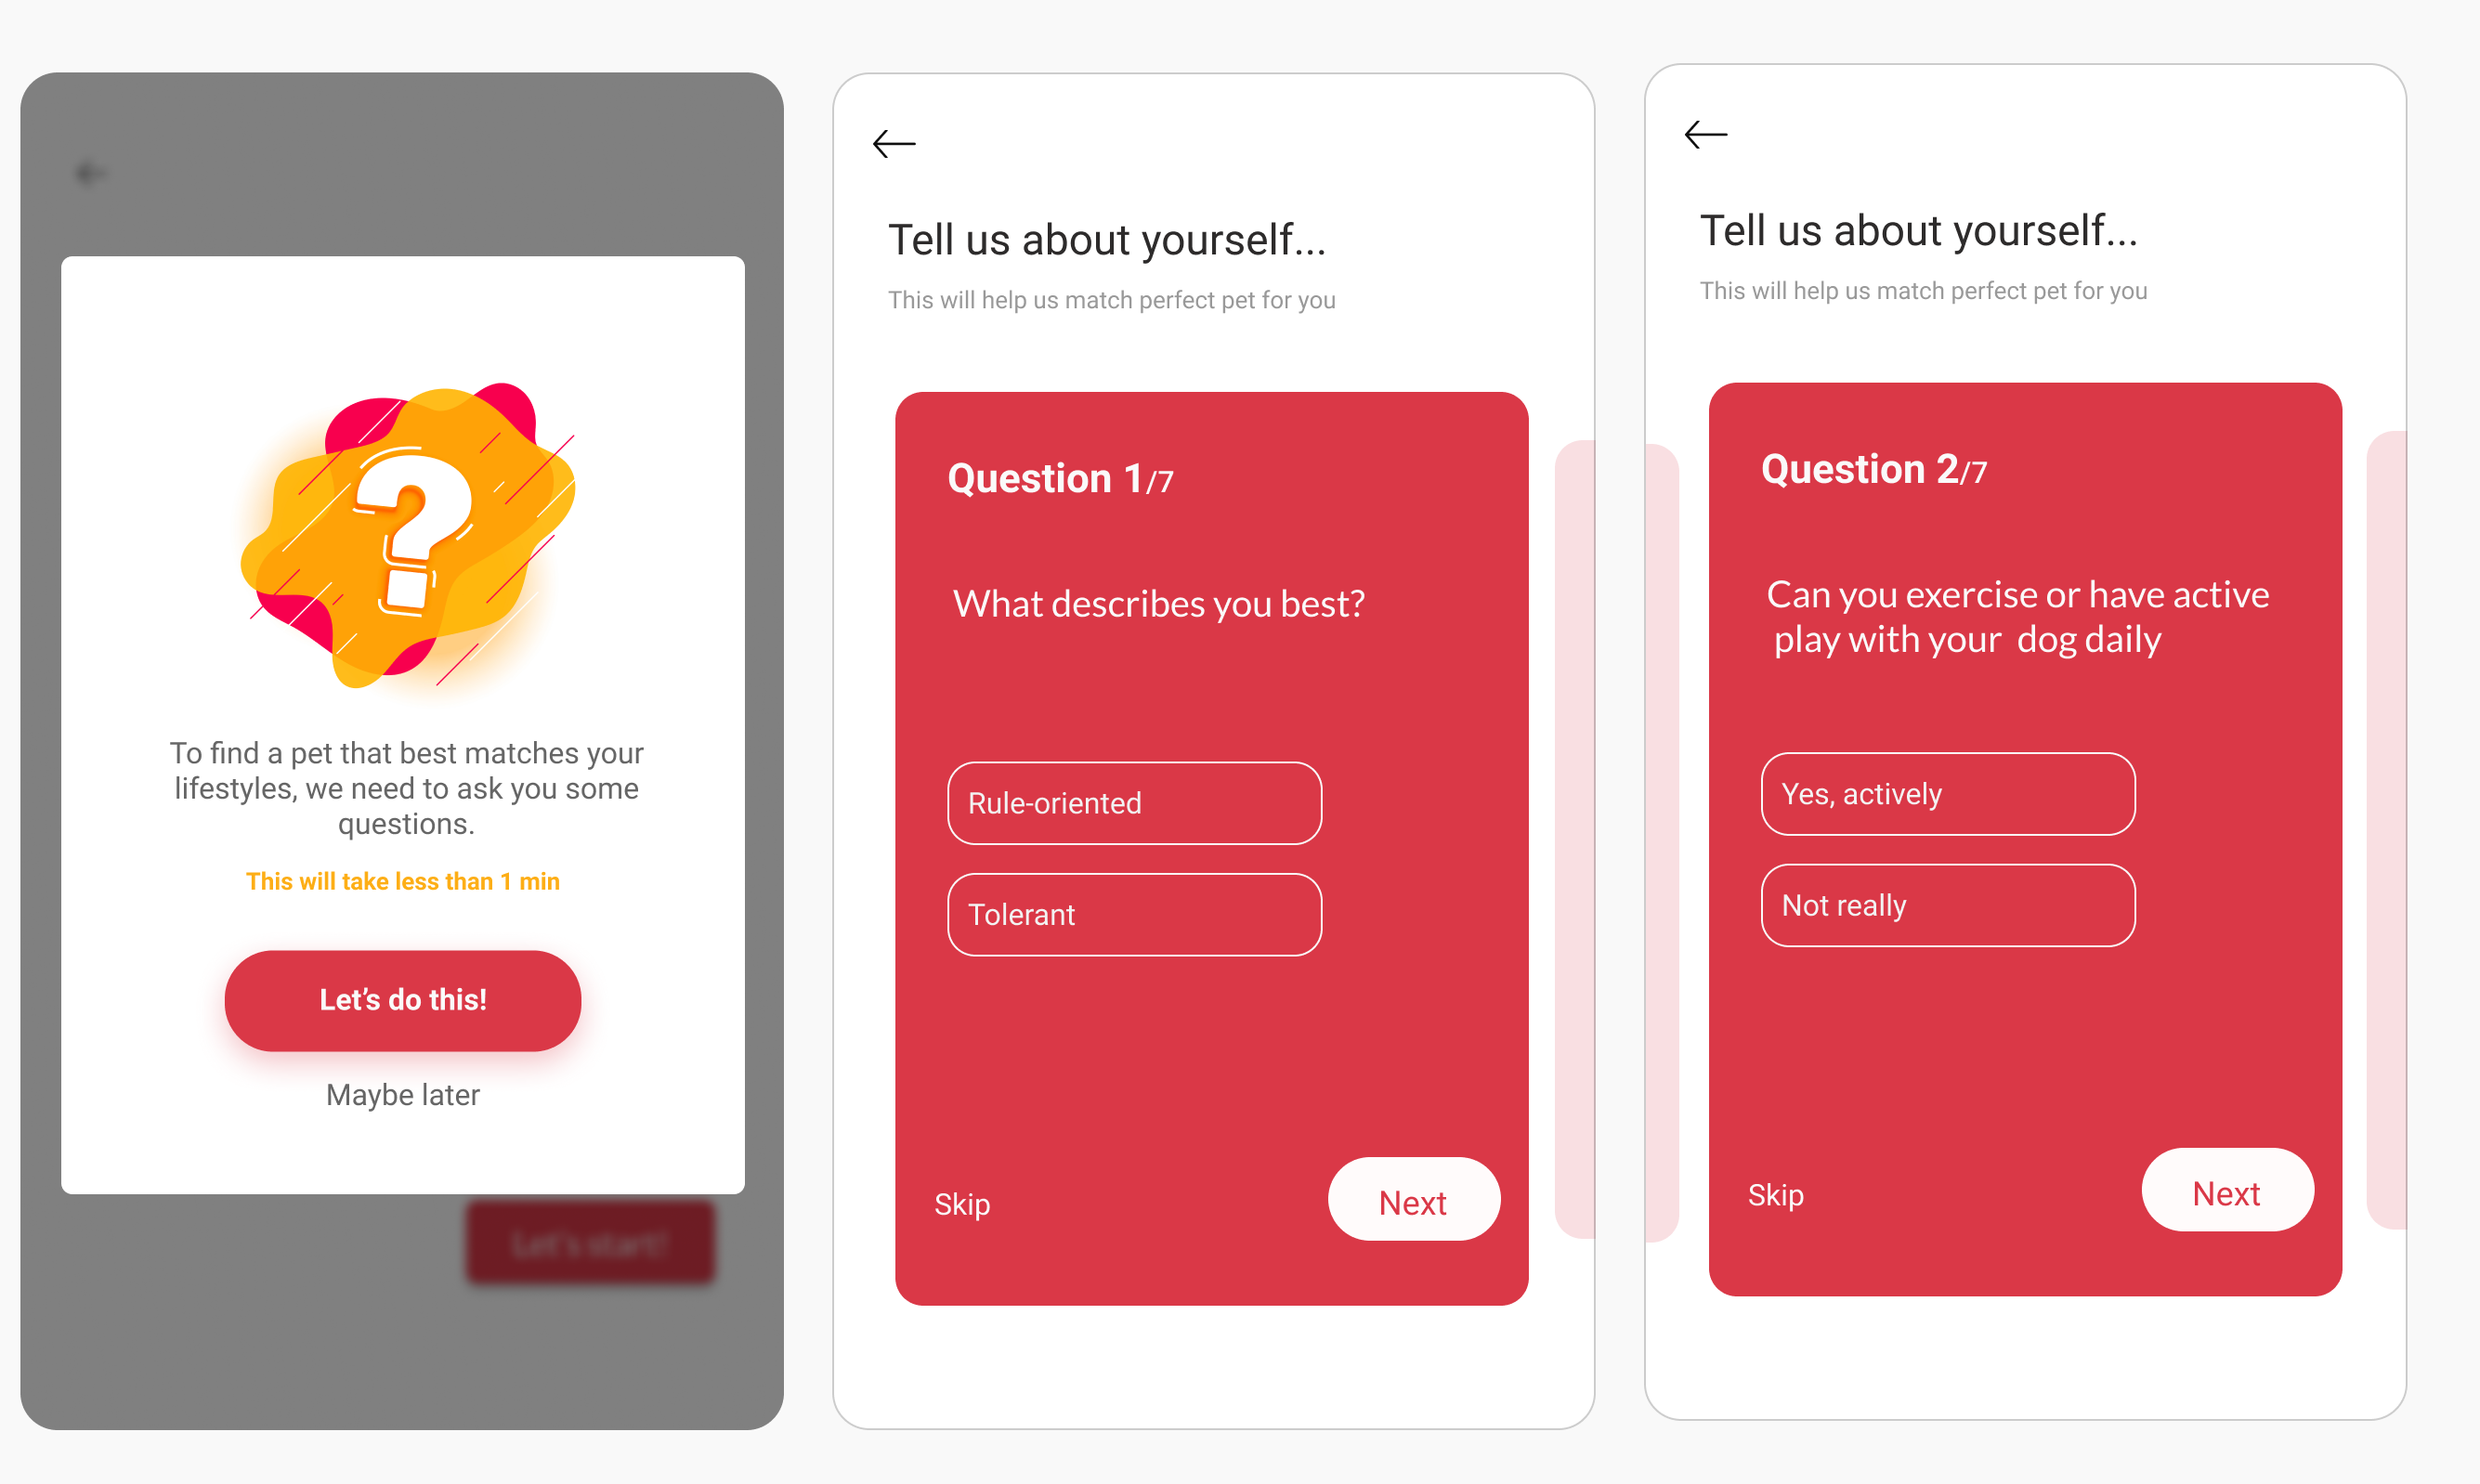 To find a pet that best matches your
lifestyles, we need to ask you some
questions.
This will take less than 1 min
Let's do this!
Maybe later
Let's start!
Tell us about yourself...
This will help us match perfect pet for you
Question 1/7
What describes you best?
Rule-oriented
Tolerant
Skip
Next
Tell us about yourself...
This will help us match perfect pet for you
Question 2/7
Can you exercise or have active
play with your  dog daily
Yes, actively
Not really
Skip
Next